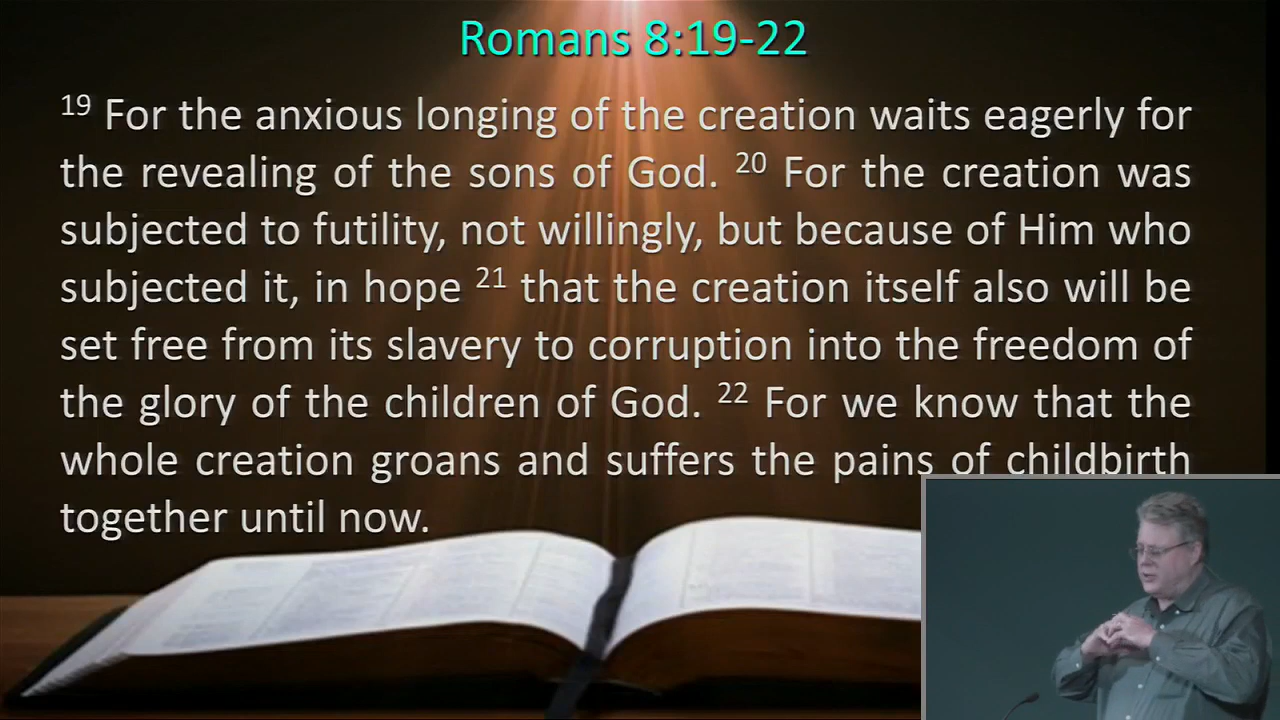 Romans 8:19-22
19 For the anxious longing of the creation waits eagerly for
the revealing of the sons of God. 20 For the creation was
subjected to futility, not willingly, but because of Him who
subjected it, in hope 21 that the creation itself also will be
set free from its slavery to corruption into the freedom of
the glory of the children of God. 22 For we know that the
whole creation groans and suffers the pains of childbirth
together until now.